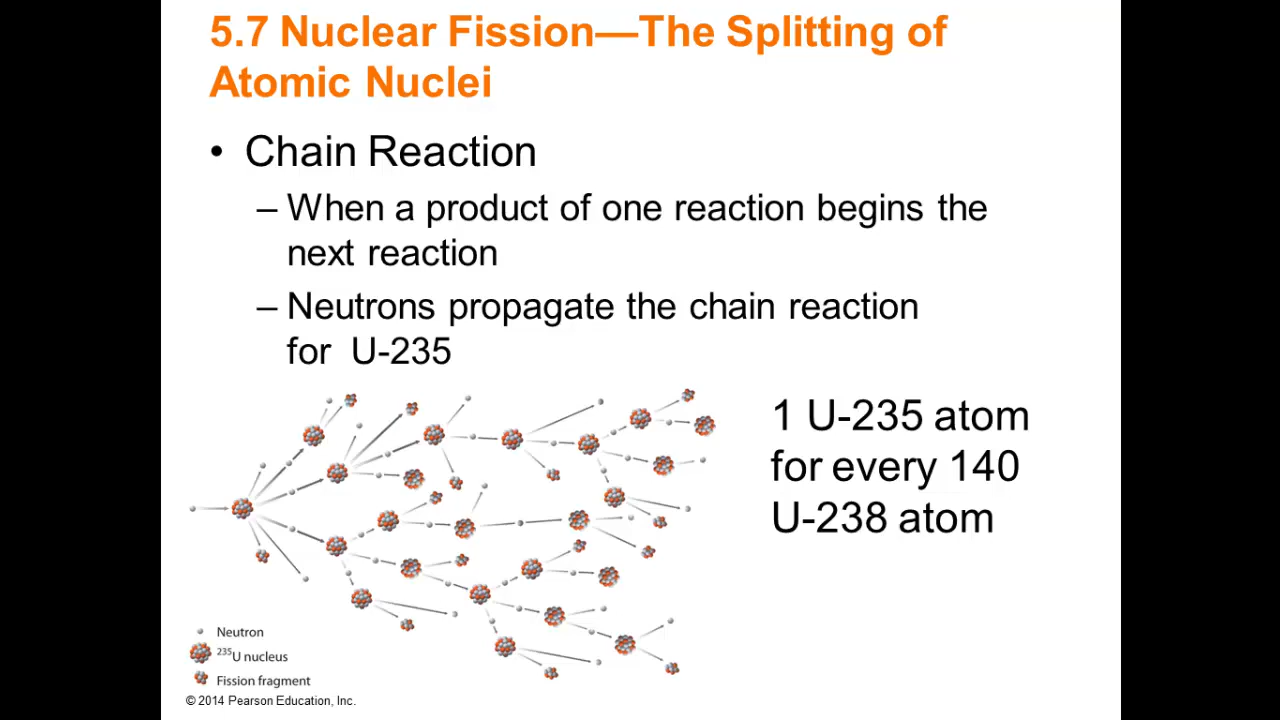 5.7 Nuclear Fission—The Splitting of
Atomic Nuclei
• Chain Reaction
– When a product of one reaction begins the
next reaction
– Neutrons propagate the chain reaction
for U-235
1 U-235 atom
for every 140
U-238 atom
Neutron
²³⁵U nucleus
Fission fragment
© 2014 Pearson Education, Inc.